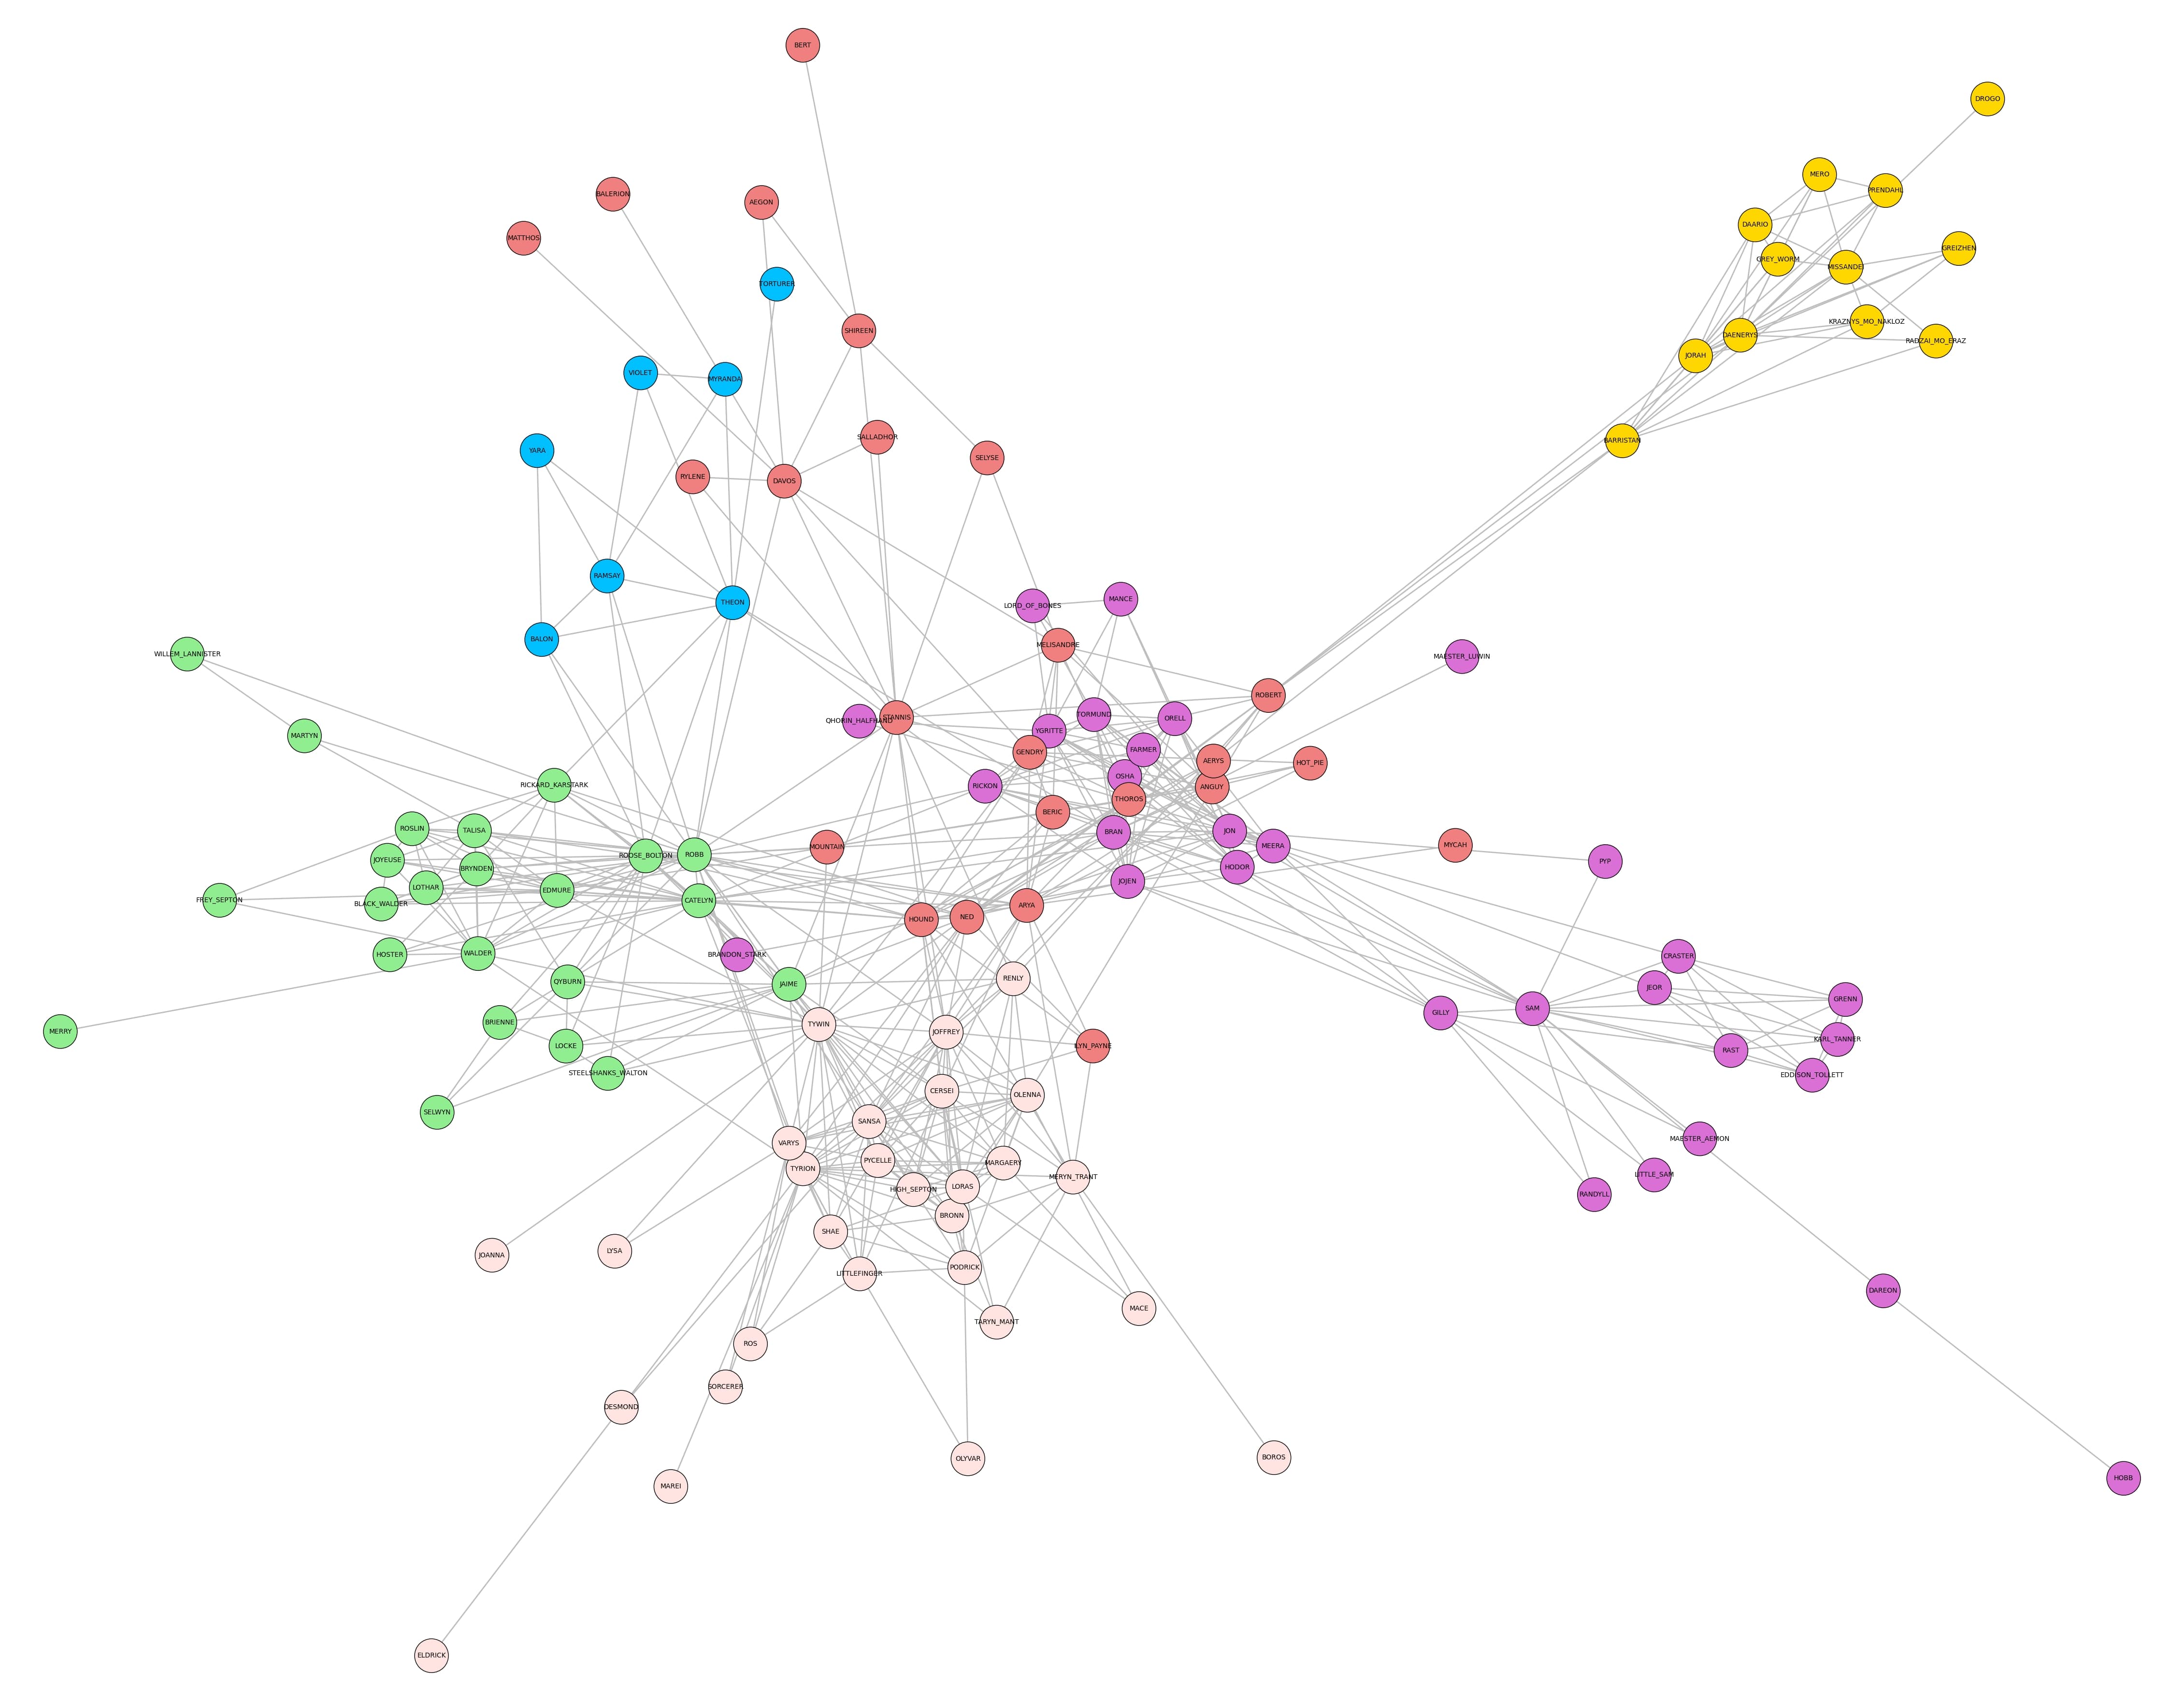 BERT
DROGO
MERO
PRENDAHL
BALERION
AEGON
DAARIO
MATTHOS
GREIZHEN
GREY_WORM
MISSANDEI
TORTURER
KRAZNYS_MO_NAKLOZ
SHIREEN
DAENERYS
RADZAI_MO_ERAZ
JORAH
VIOLET
MYRANDA
SALLADHOR
BARRISTAN
YARA
SELYSE
RYLENE
DAVOS
RAMSAY
MANCE
THEON
LORD_OF_BONES
BALON
MELISANDRE
WILLEM_LANNISTER
MAESTER_LUWIN
ROBERT
TORMUND
STANNIS
ORELL
QHORIN_HALFHAND
YGRITTE
MARTYN
FARMER
GENDRY
AERYS
HOT_PIE
OSHA
RICKARD_KARSTARK
RICKON
ANGUY
THOROS
BERIC
ROSLIN
TALISA
JON
BRAN
MYCAH
MEERA
MOUNTAIN
ROBB
ROOSE_BOLTON
JOYEUSE
PYP
HODOR
BRYNDEN
JOJEN
LOTHAR
EDMURE
FREY_SEPTON
CATELYN
BLACK_WALDER
ARYA
NED
HOUND
WALDER
HOSTER
BRANDON_STARK
CRASTER
RENLY
QYBURN
JAIME
JEOR
GRENN
SAM
GILLY
BRIENNE
TYWIN
MERRY
JOFFREY
KARL_TANNER
LOCKE
ILYN_PAYNE
RAST
STEELSHANKS_WALTON
EDDISON_TOLLETT
CERSEI
OLENNA
SELWYN
SANSA
MAESTER_AEMON
VARYS
PYCELLE
MARGAERY
TYRION
LITTLE_SAM
MERYN_TRANT
LORAS
HIGH_SEPTON
RANDYLL
BRONN
SHAE
LYSA
JOANNA
PODRICK
LITTLEFINGER
DAREON
MACE
TARYN_MANT
ROS
SORCERER
DESMOND
BOROS
OLYVAR
HOBB
MAREI
ELDRICK